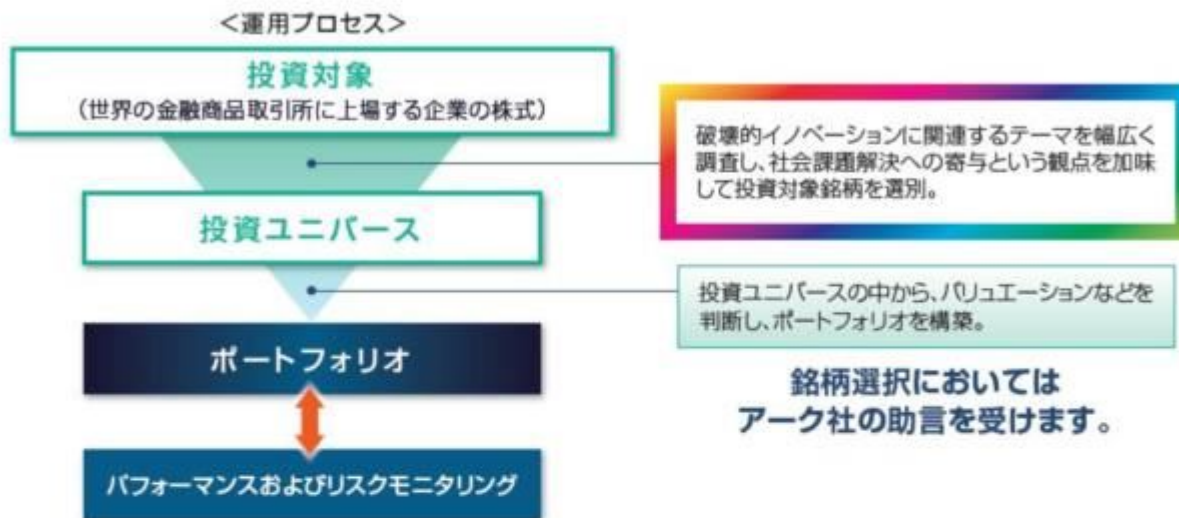 ＜運用プロセス＞
投資対象
（世界の金融商品取引所に上場する企業の株式）
破壊的イノベーションに関連するテーマを幅広く
調査し、社会課題解決への寄与という観点を加味
して投資対象銘柄を選別。
投資ユニバース
投資ユニバースの中から、バリュエーションなどを
判断し、ポートフォリオを構築。
ポートフォリオ
銘柄選択においては
アーク社の助言を受けます。
パフォーマンスおよびリスクモニタリング